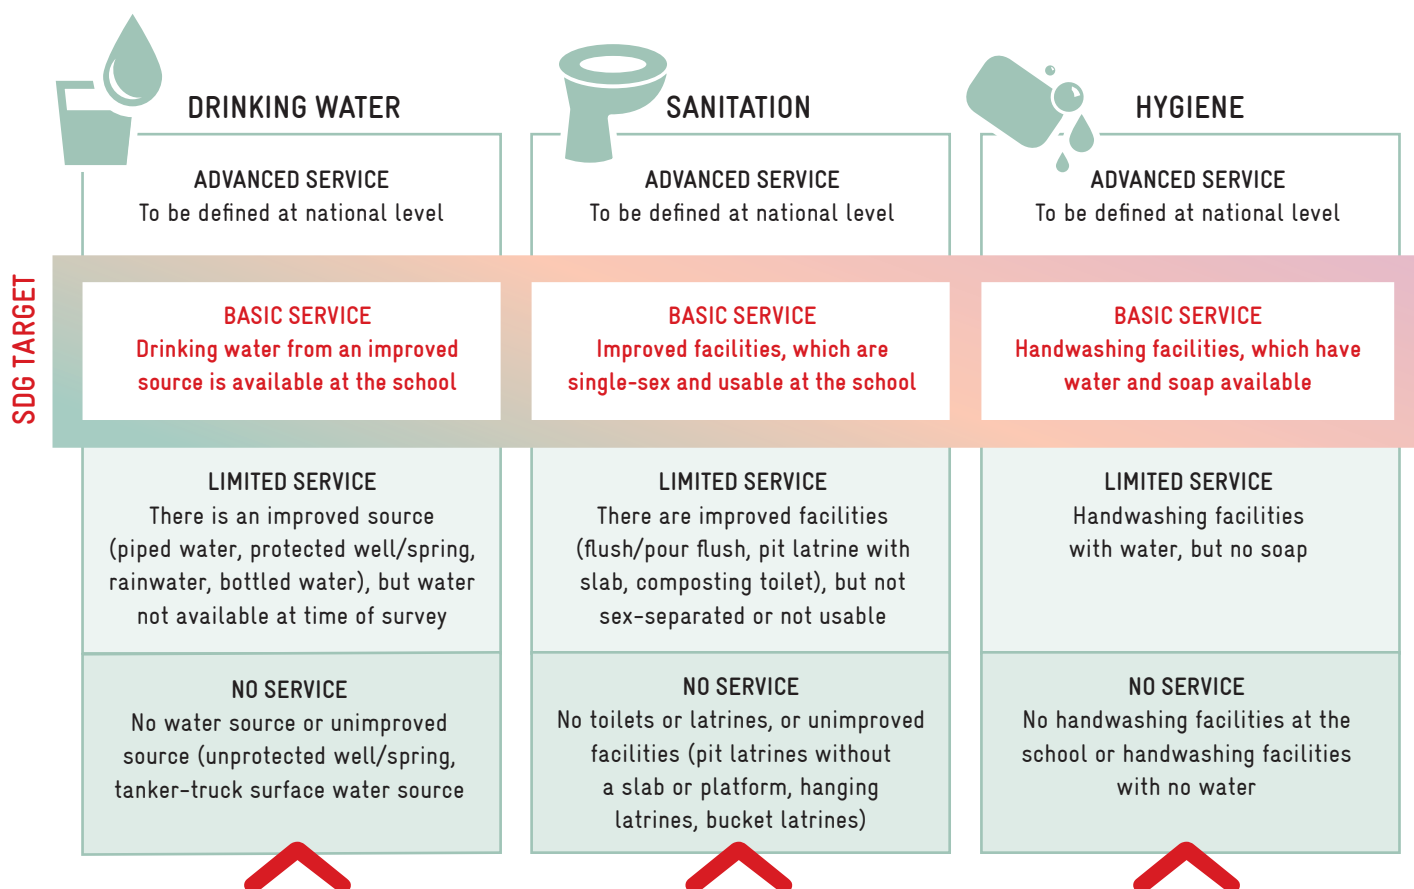 DRINKING WATER
ADVANCED SERVICE
To be defined at national level
SANITATION
ADVANCED SERVICE
To be defined at national level
HYGIENE
ADVANCED SERVICE
To be defined at national level
SDG TARGET
BASIC SERVICE
Drinking water from an improved
source is available at the school
BASIC SERVICE
Improved facilities, which are
single-sex and usable at the school
BASIC SERVICE
Handwashing facilities, which have
water and soap available
LIMITED SERVICE
There is an improved source
(piped water, protected well/spring,
rainwater, bottled water), but water
not available at time of survey
LIMITED SERVICE
There are improved facilities
(flush/pour flush, pit latrine with
slab, composting toilet), but not
sex-separated or not usable
LIMITED SERVICE
Handwashing facilities
with water, but no soap
NO SERVICE
No water source or unimproved
source (unprotected well/spring,
tanker-truck surface water source
NO SERVICE
No toilets or latrines, or unimproved
facilities (pit latrines without
a slab or platform, hanging
latrines, bucket latrines)
NO SERVICE
No handwashing facilities at the
school or handwashing facilities
with no water